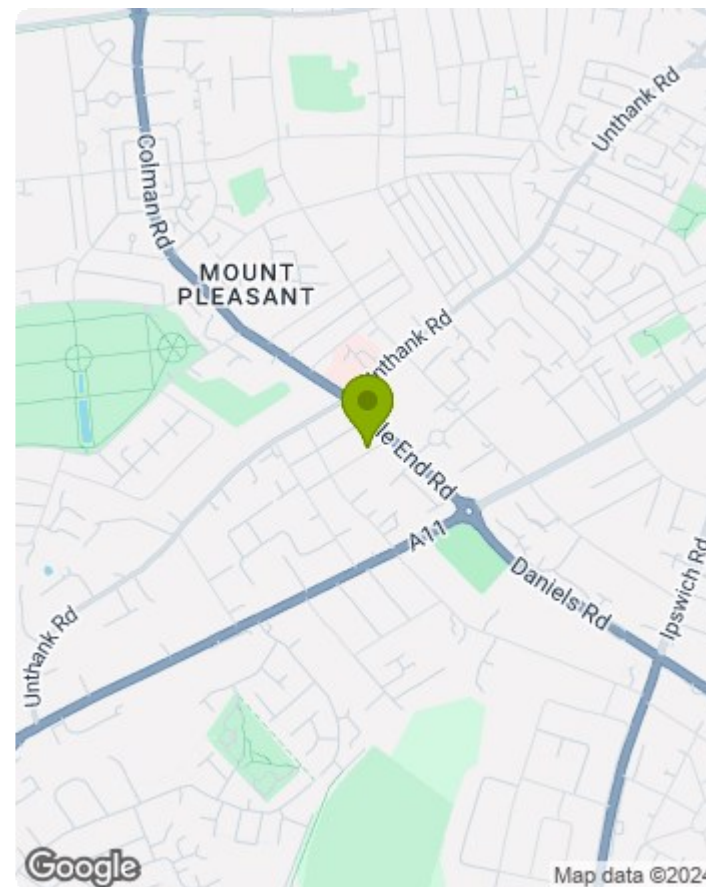 Unthank Rd
Colman Rd
MOUNT
PLEASANT
nthank Rd
le End Rd
A11
Daniels Rd
Ipswich Rd
Unthank Rd
Google
Map data ©2024